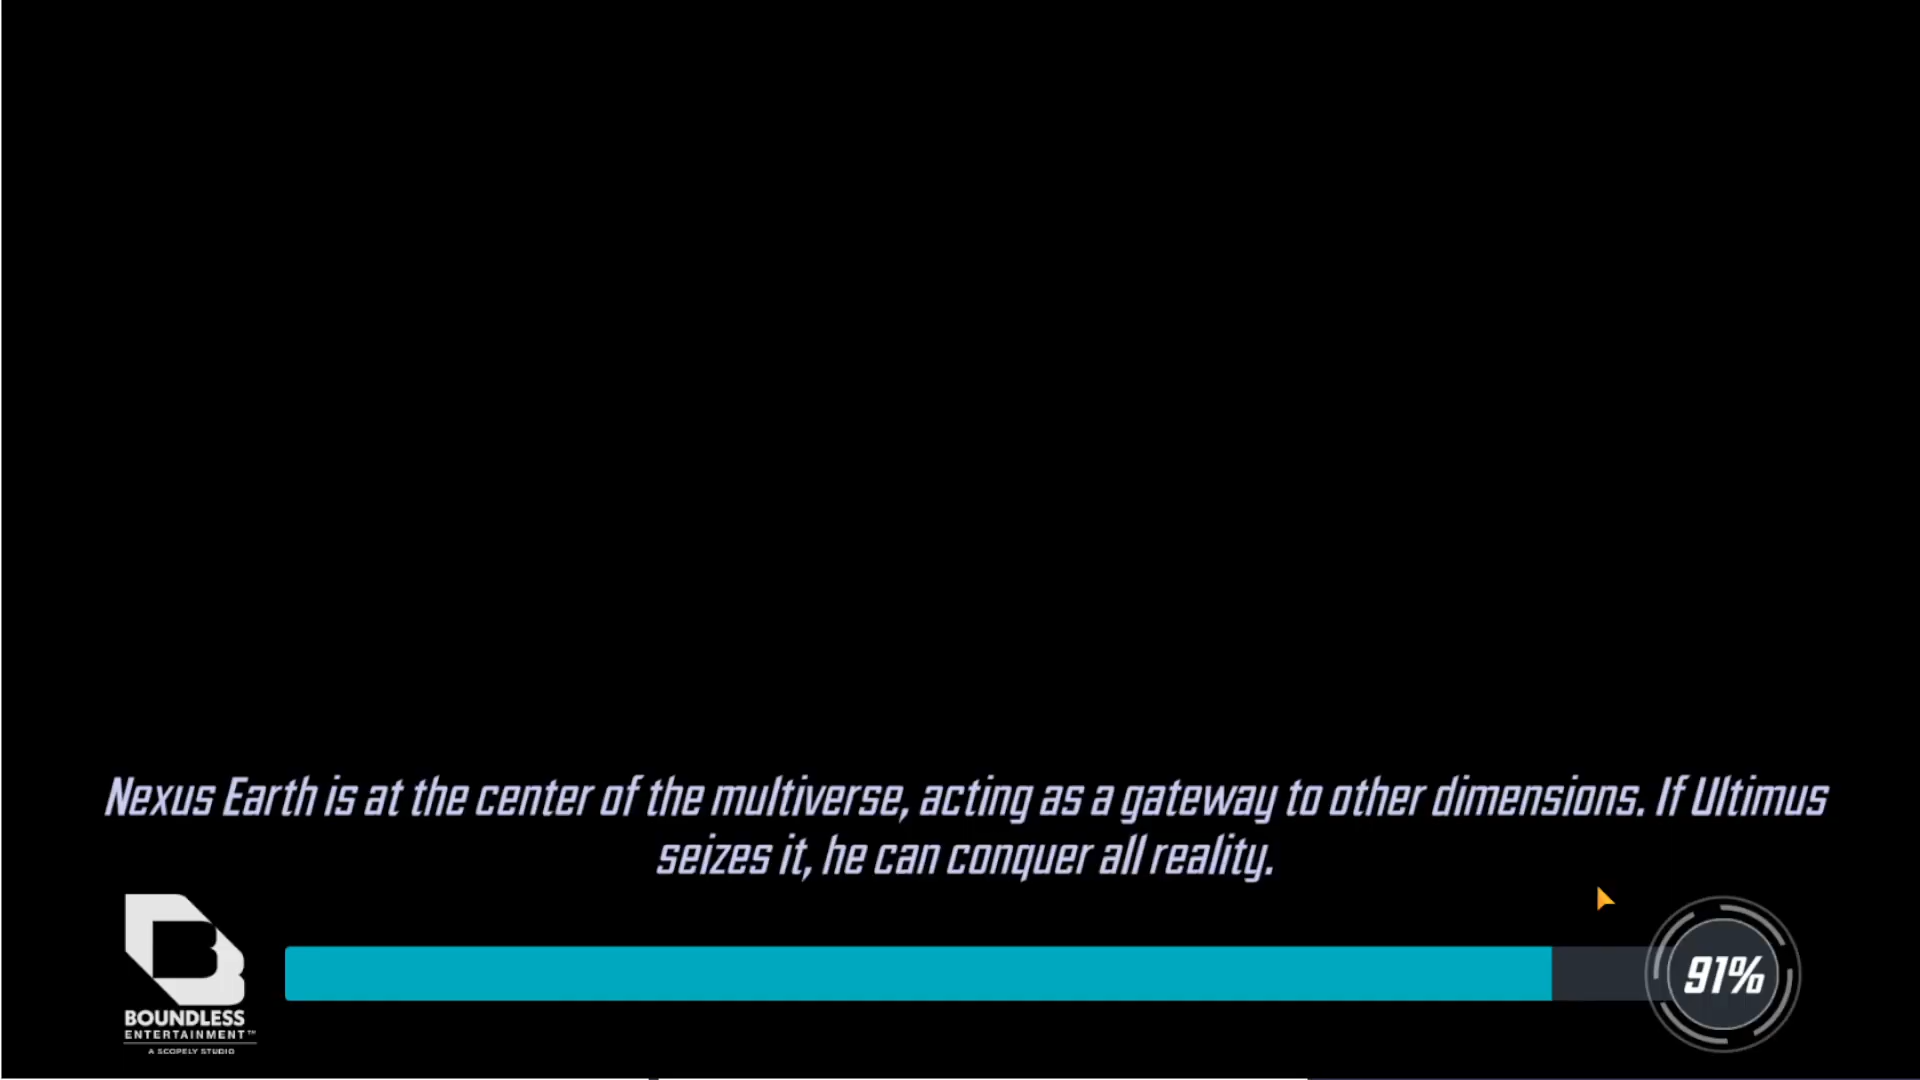 Nexus Earth is at the center of the multiverse, acting as a gateway to other dimensions. If Ultimus
seizes it, he can conquer all reality.
91%
BOUNDLESS
ENTERTAINMENT™
A SCOPELY STUDIO